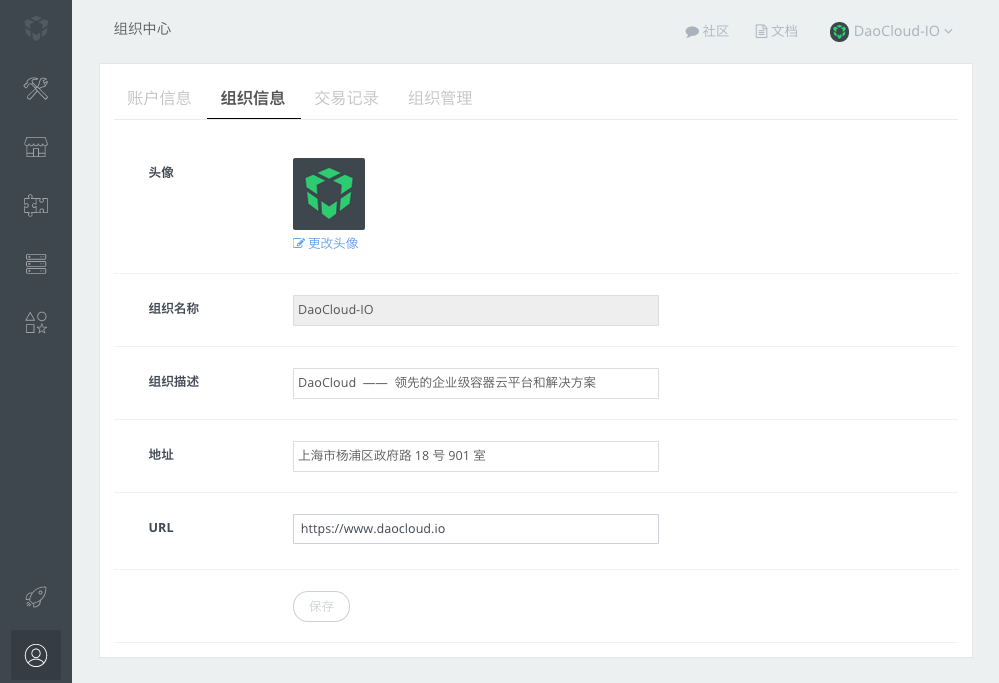 组织中心
社区 文档 DaoCloud-IO
账户信息 组织信息 交易记录 组织管理
头像
更改头像
组织名称 DaoCloud-IO
组织描述 DaoCloud —— 领先的企业级容器云平台和解决方案
地址 上海市杨浦区政府路 18 号 901 室
URL https://www.daocloud.io
保存